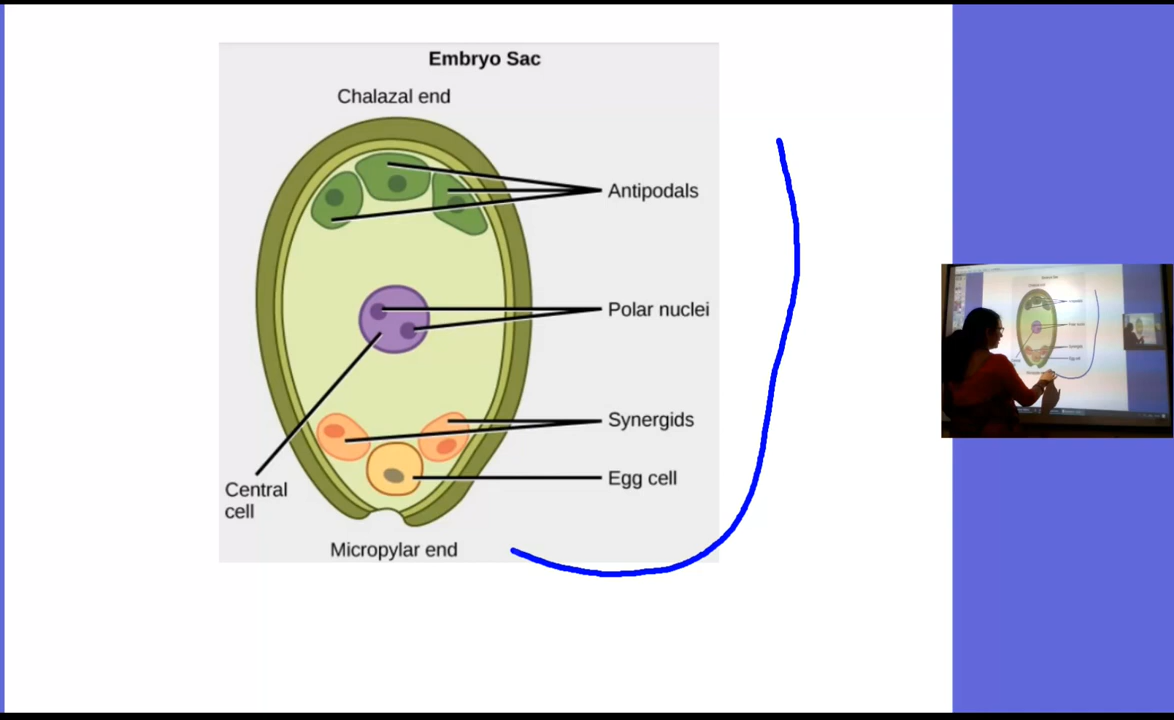 Embryo Sac
Chalazal end
Antipodals
Polar nuclei
Synergids
Egg cell
Central
cell
Micropylar end